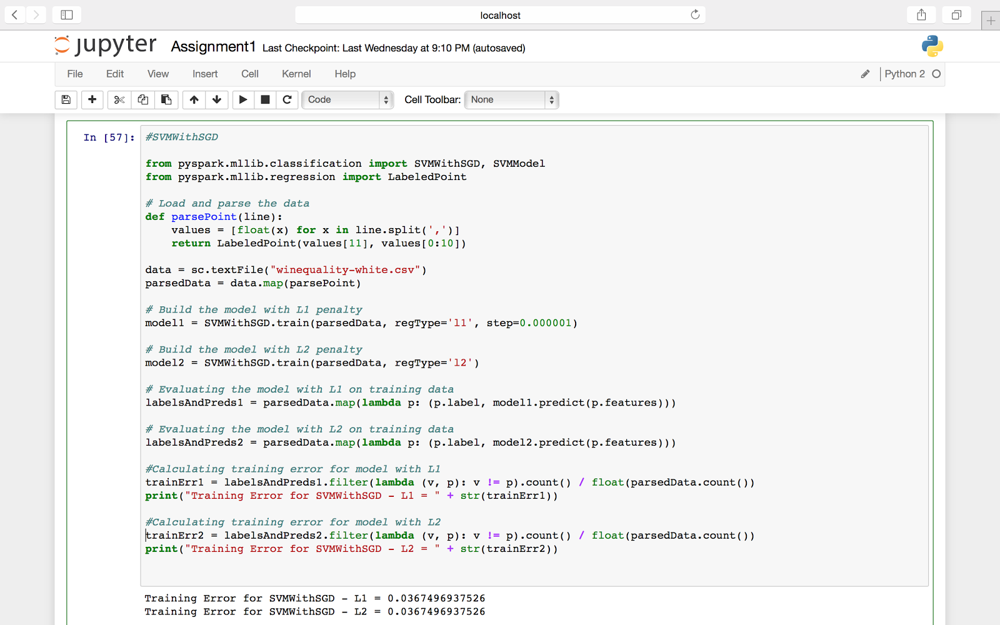 localhost
jupyter Assignment1 Last Checkpoint: Last Wednesday at 9:10 PM (autosaved)
File Edit View Insert Cell Kernel Help Python 2
Code Cell Toolbar: None
In [57]: #SVMWithSGD
from pyspark.mllib.classification import SVMWithSGD, SVMModel
from pyspark.mllib.regression import LabeledPoint
# Load and parse the data
def parsePoint(line):
    values = [float(x) for x in line.split(',')]
    return LabeledPoint(values[11], values[0:10])
data = sc.textFile("winequality-white.csv")
parsedData = data.map(parsePoint)
# Build the model with L1 penalty
model1 = SVMWithSGD.train(parsedData, regType='l1', step=0.000001)
# Build the model with L2 penalty
model2 = SVMWithSGD.train(parsedData, regType='l2')
# Evaluating the model with L1 on training data
labelsAndPreds1 = parsedData.map(lambda p: (p.label, model1.predict(p.features)))
# Evaluating the model with L2 on training data
labelsAndPreds2 = parsedData.map(lambda p: (p.label, model2.predict(p.features)))
#Calculating training error for model with L1
trainErr1 = labelsAndPreds1.filter(lambda (v, p): v != p).count() / float(parsedData.count())
print("Training Error for SVMWithSGD - L1 = " + str(trainErr1))
#Calculating training error for model with L2
trainErr2 = labelsAndPreds2.filter(lambda (v, p): v != p).count() / float(parsedData.count())
print("Training Error for SVMWithSGD - L2 = " + str(trainErr2))
Training Error for SVMWithSGD - L1 = 0.0367496937526
Training Error for SVMWithSGD - L2 = 0.0367496937526